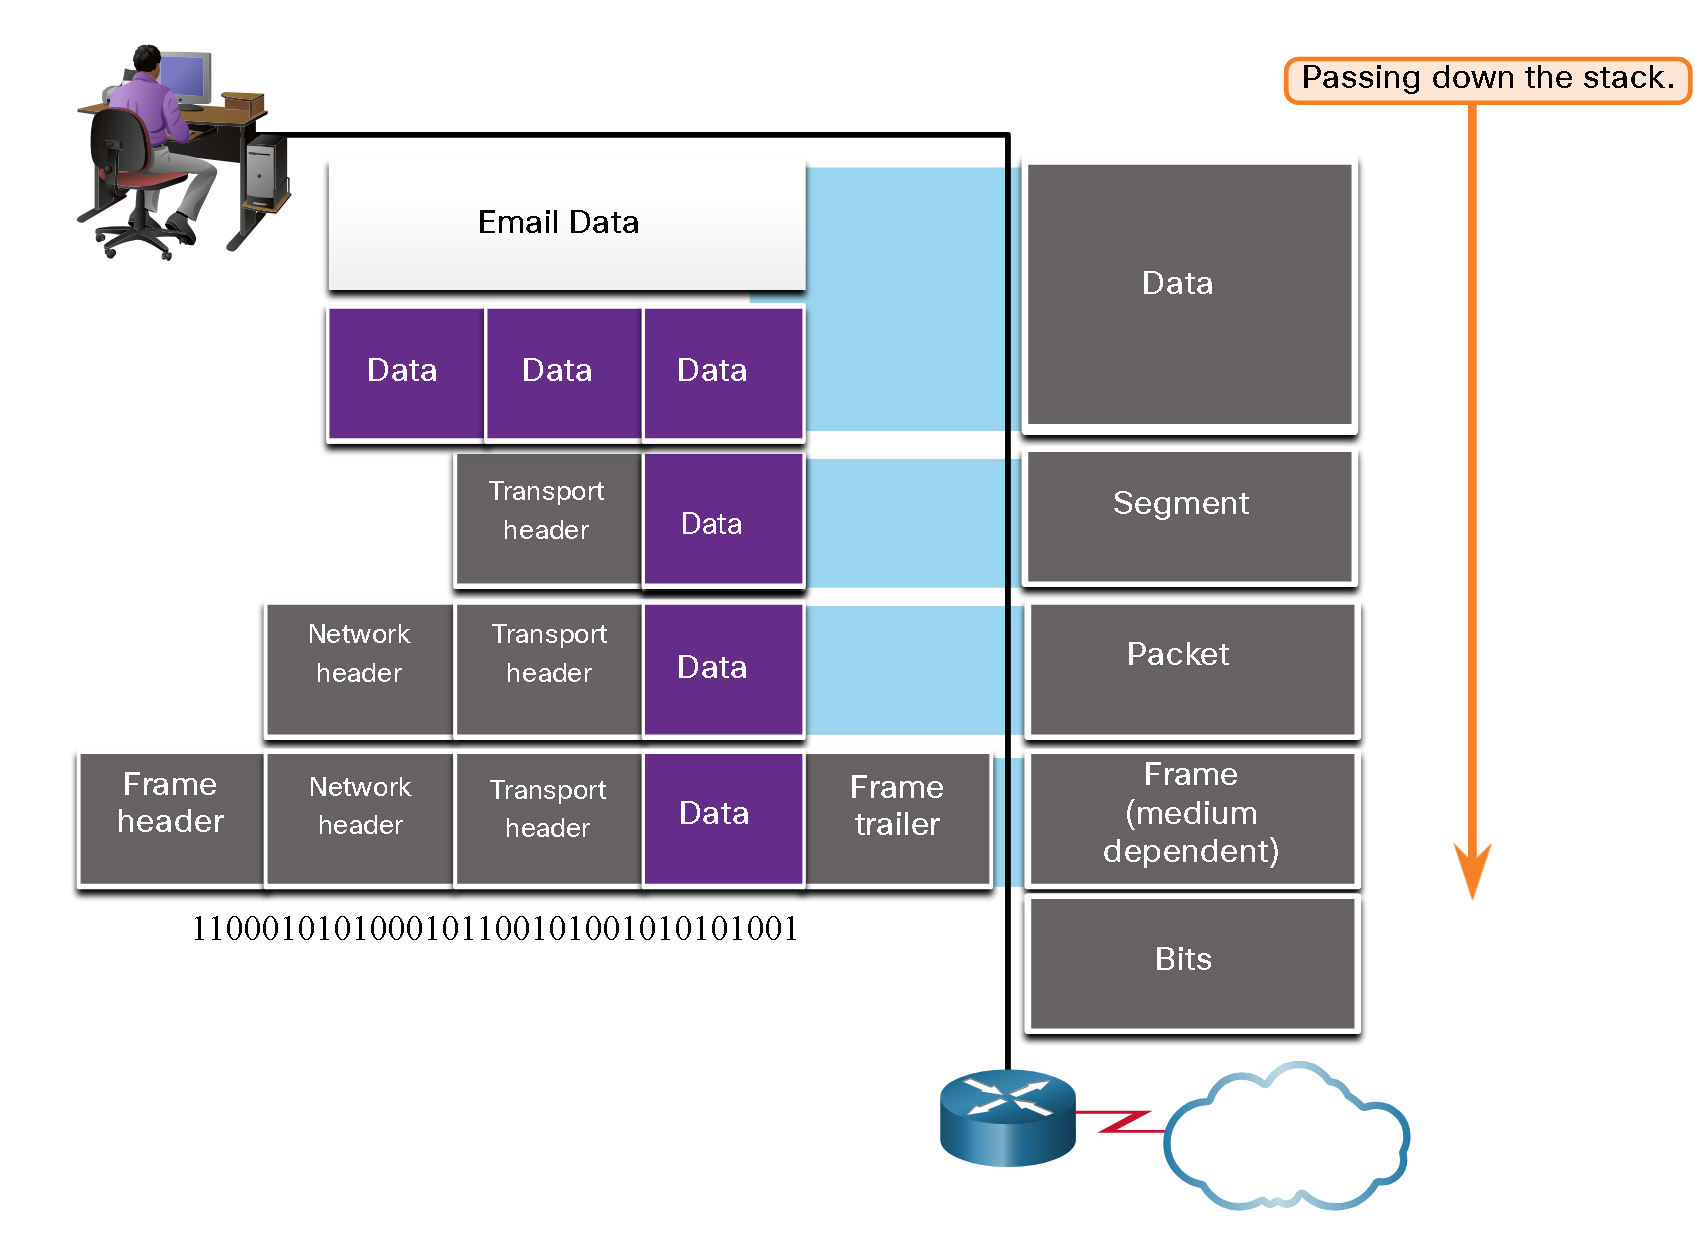 Passing down the stack.
Email Data
Data
Data Data Data
Transport
header
Data
Segment
Network
header
Transport
header
Data
Packet
Frame
header
Network
header
Transport
header
Data
Frame
trailer
Frame
(medium
dependent)
1100010101000101100101001010101001
Bits